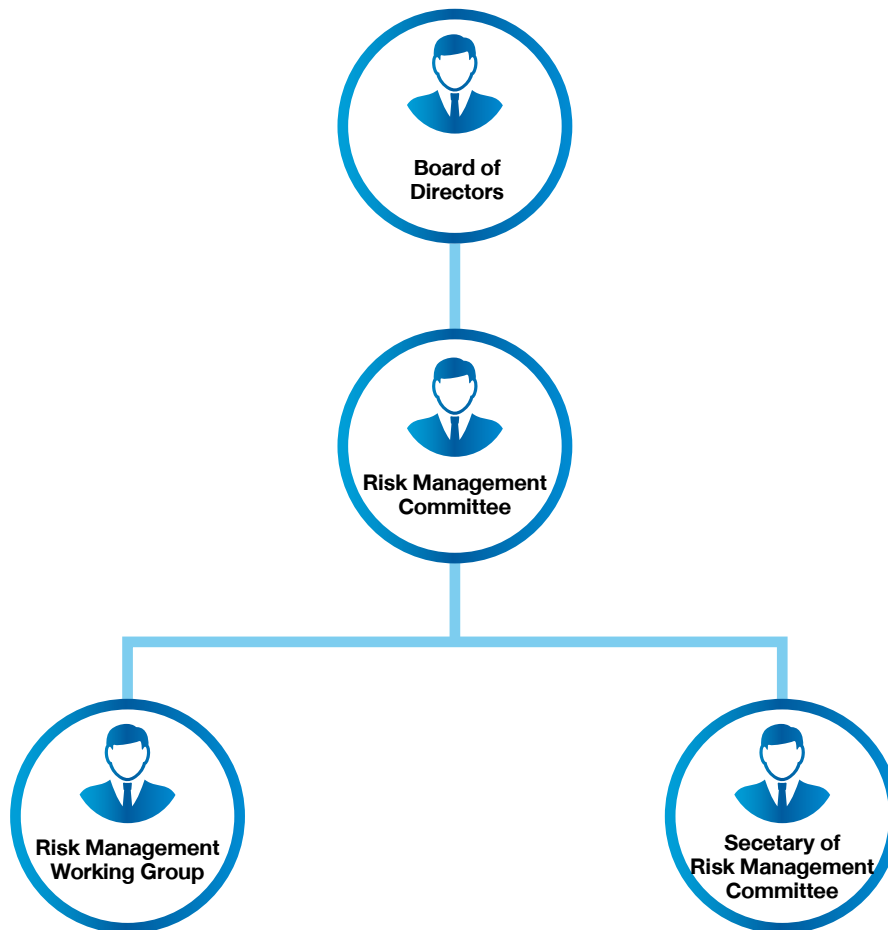 Board of
Directors
Risk Management
Committee
Risk Management
Working Group
Secetary of
Risk Management
Committee